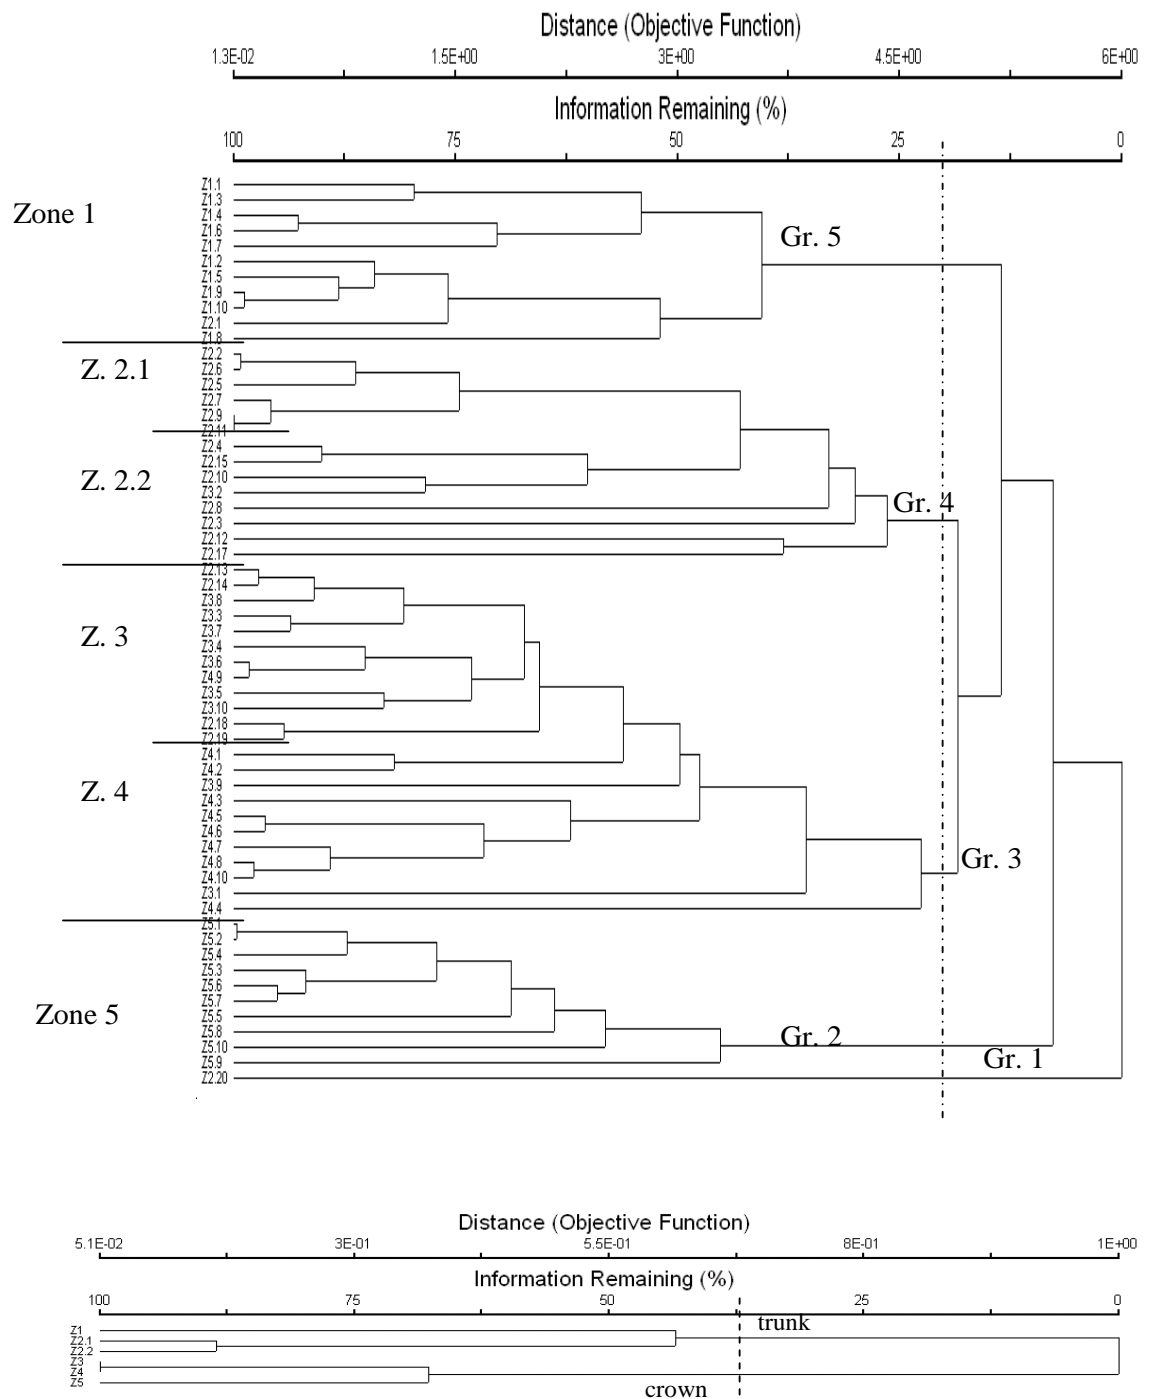 Distance (Objective Function)
1.3E-02 1.5E+00 3E+00 4.5E+00 6E+00
Information Remaining (%)
100 75 50 25 0
Z1.1
Z1.3
Zone 1
Z1.4
Z1.6
Gr. 5
Z1.7
Z1.2
Z1.5
Z1.9
Z1.10
Z2.1
Z1.8
Z2.2
Z. 2.1
Z2.6
Z2.5
Z2.7
Z2.9
Z2.11
Z2.4
Z2.15
Z. 2.2
Z2.10
Z3.2
Gr. 4
Z2.8
Z2.3
Z2.12
Z2.17
Z2.13
Z2.14
Z3.8
Z3.3
Z. 3
Z3.7
Z3.4
Z3.6
Z4.9
Z3.5
Z3.10
Z2.18
Z2.19
Z4.1
Z4.2
Z3.9
Z. 4
Z4.3
Z4.5
Z4.6
Z4.7
Gr. 3
Z4.8
Z4.10
Z3.1
Z4.4
Z5.1
Z5.2
Z5.4
Z5.3
Z5.6
Z5.7
Zone 5
Z5.5
Z5.8
Gr. 2
Z5.10
Gr. 1
Z5.9
Z2.20
Distance (Objective Function)
5.1E-02 3E-01 5.5E-01 8E-01 1E+00
Information Remaining (%)
100 75 50 25 0
trunk
Z1
Z2.1
Z2.2
Z3
Z4
Z5
crown